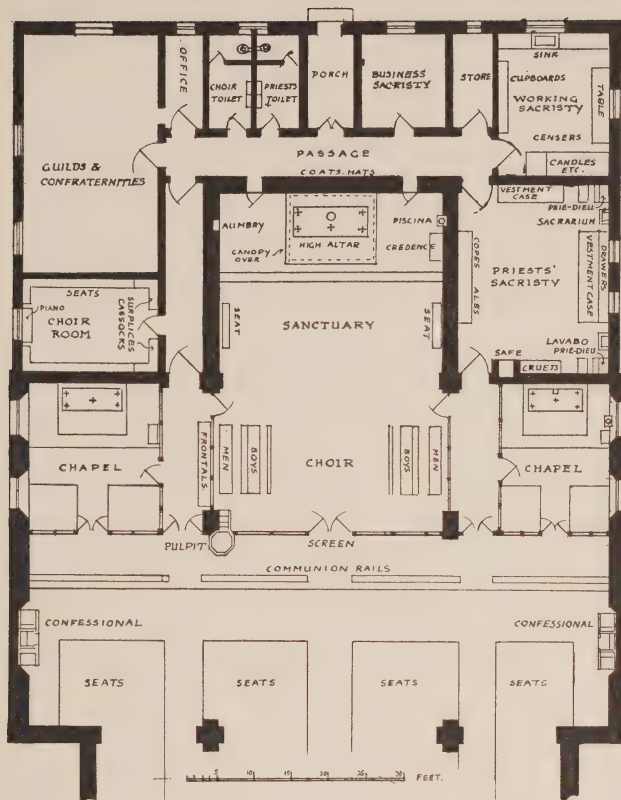 OFFICE
CHOIR
TOILET
PRIESTS
TOILET
PORCH
BUSINESS
SACRISTY
STORE
SINK
CUPBOARDS
WORKING
SACRISTY
TABLE
CENSERS
CANDLES
ETC.
GUILDS &
CONFRATERNITIES
PASSAGE
COATS. HATS
AUMBRY
CANOPY
OVER
HIGH ALTAR
PISCINA
CREDENCE
VESTMENT
CASE
PRIE-DIEU
SACRARIUM
COPES ALBS
PRIESTS'
SACRISTY
DRAWERS
VESTMENT CASE
LAVABO
PRIE-DIEU
SAFE
CRUETS
SEATS
PIANO
CHOIR
ROOM
SURPLICES
CASSOCKS
SEAT
SANCTUARY
SEAT
CHAPEL
FRONTALS
MEN
BOYS
CHOIR
BOYS
MEN
CHAPEL
PULPIT
SCREEN
COMMUNION RAILS
CONFESSIONAL
CONFESSIONAL
SEATS
SEATS
SEATS
SEATS
5 10 15 20 25 30 FEET.